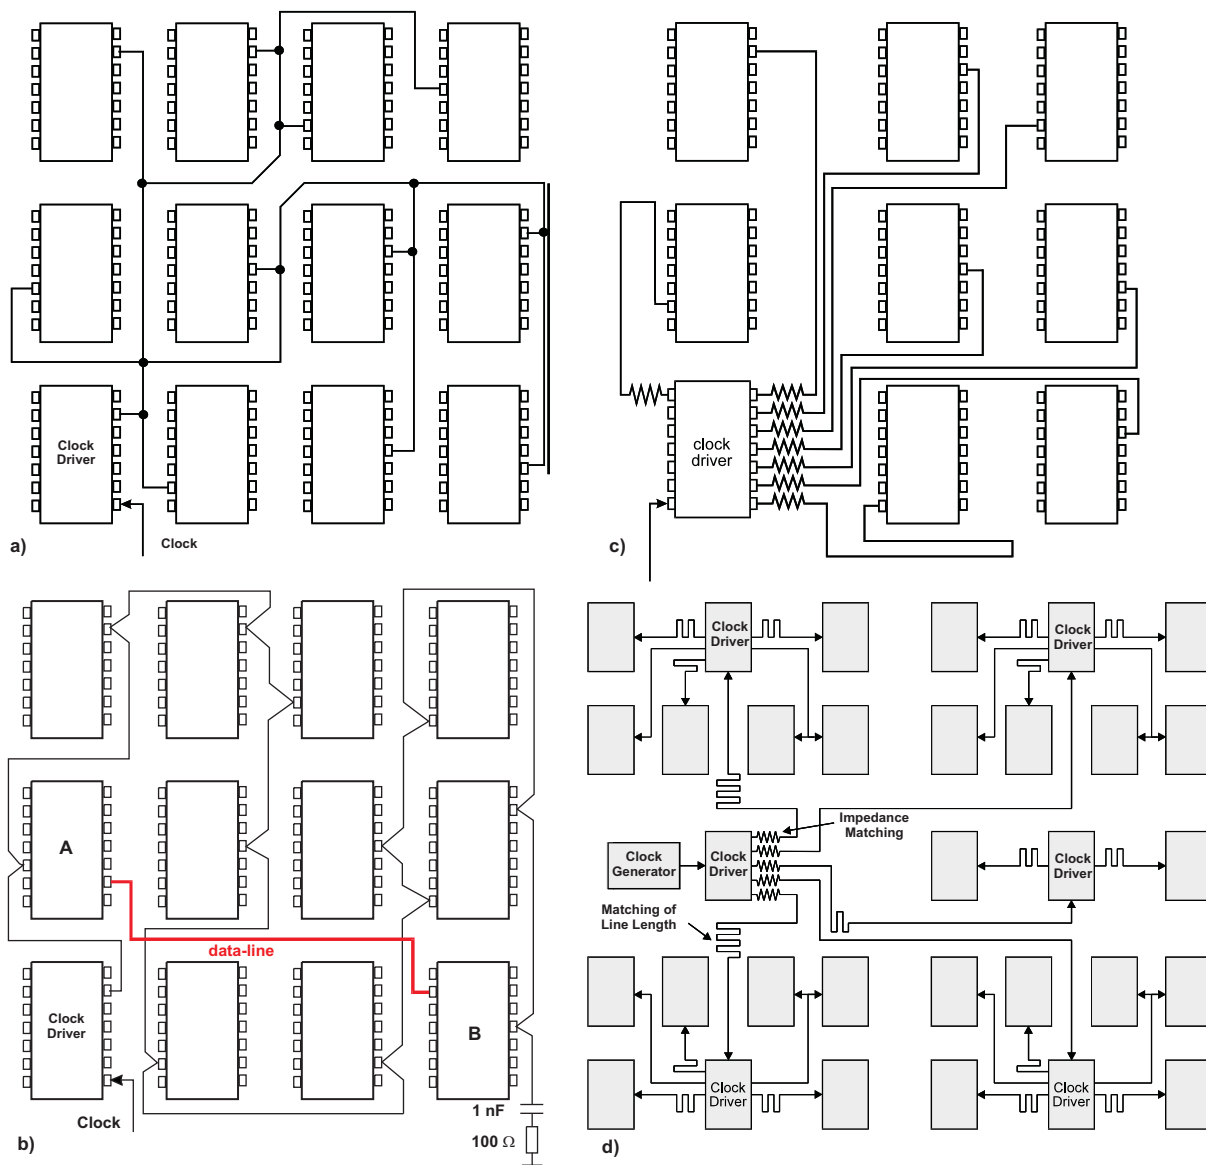 Clock
Driver
Clock
a)
clock
driver
c)
A
data-line
Clock
Driver
B
Clock
1 nF
100 Ω
b)
Clock
Driver
Clock
Driver
Impedance
Matching
Clock
Generator
Clock
Driver
Clock
Driver
Matching of
Line Length
Clock
Driver
Clock
Driver
d)